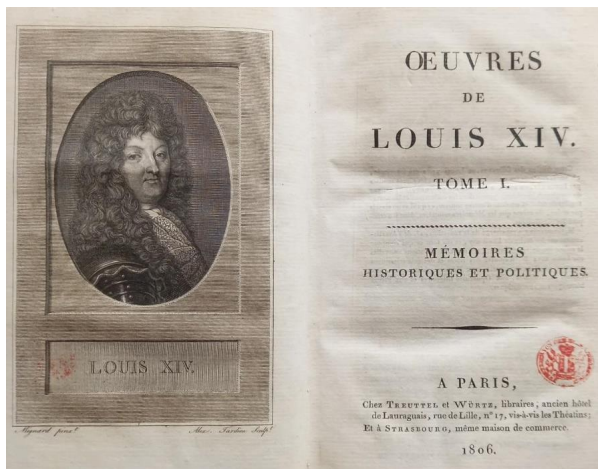 LOUIS XIV.
Mignard pinx.t
Alex. Tardieu Sculp.t
OEUVRES
DE
LOUIS XIV.
TOME I.
MÉMOIRES
HISTORIQUES ET POLITIQUES.
A PARIS,
Chez TREUTTEL et WÜRTZ, libraires, ancien hôtel
de Lauraguais, rue de Lille, n° 17, vis-à-vis les Théatins;
Et à STRASBOURG, même maison de commerce.
1806.